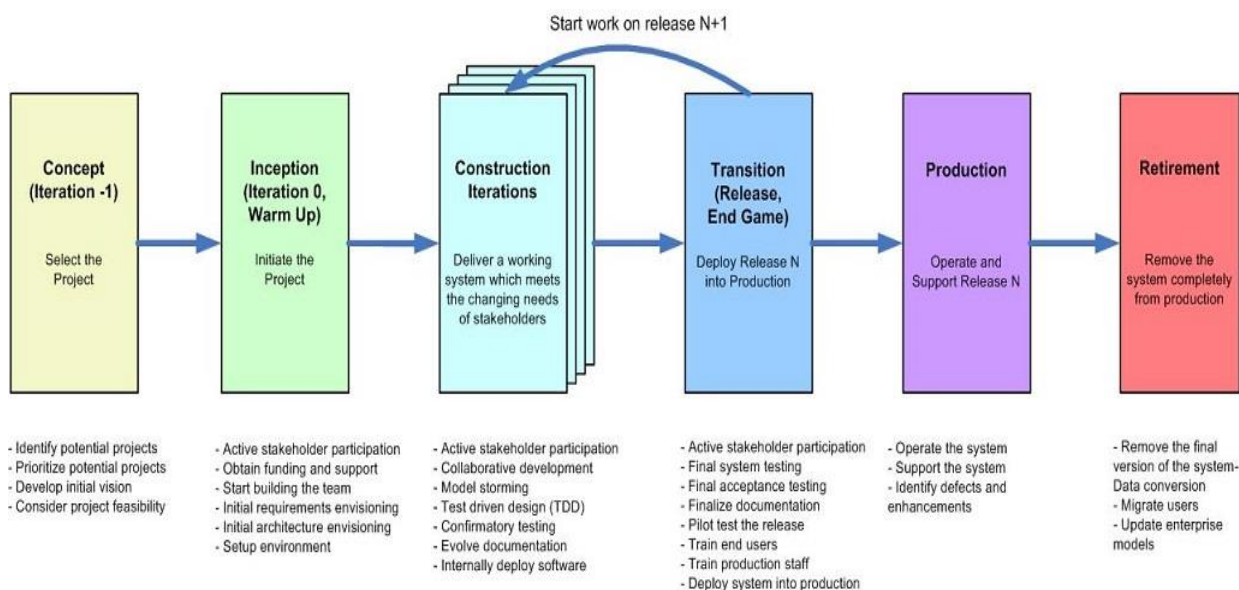 Start work on release N+1
Concept
(Iteration -1)
Select the
Project
Inception
(Iteration 0,
Warm Up)
Initiate the
Project
Construction
Iterations
Deliver a working
system which meets
the changing needs
of stakeholders
Transition
(Release,
End Game)
Deploy Release N
into Production
Production
Operate and
Support Release N
Retirement
Remove the
system completely
from production
- Identify potential projects
- Prioritize potential projects
- Develop initial vision
- Consider project feasibility
- Active stakeholder participation
- Obtain funding and support
- Start building the team
- Initial requirements envisioning
- Initial architecture envisioning
- Setup environment
- Active stakeholder participation
- Collaborative development
- Model storming
- Test driven design (TDD)
- Confirmatory testing
- Evolve documentation
- Internally deploy software
- Active stakeholder participation
- Final system testing
- Final acceptance testing
- Finalize documentation
- Pilot test the release
- Train end users
- Train production staff
- Deploy system into production
- Operate the system
- Support the system
- Identify defects and
enhancements
- Remove the final
version of the system-
Data conversion
- Migrate users
- Update enterprise
models